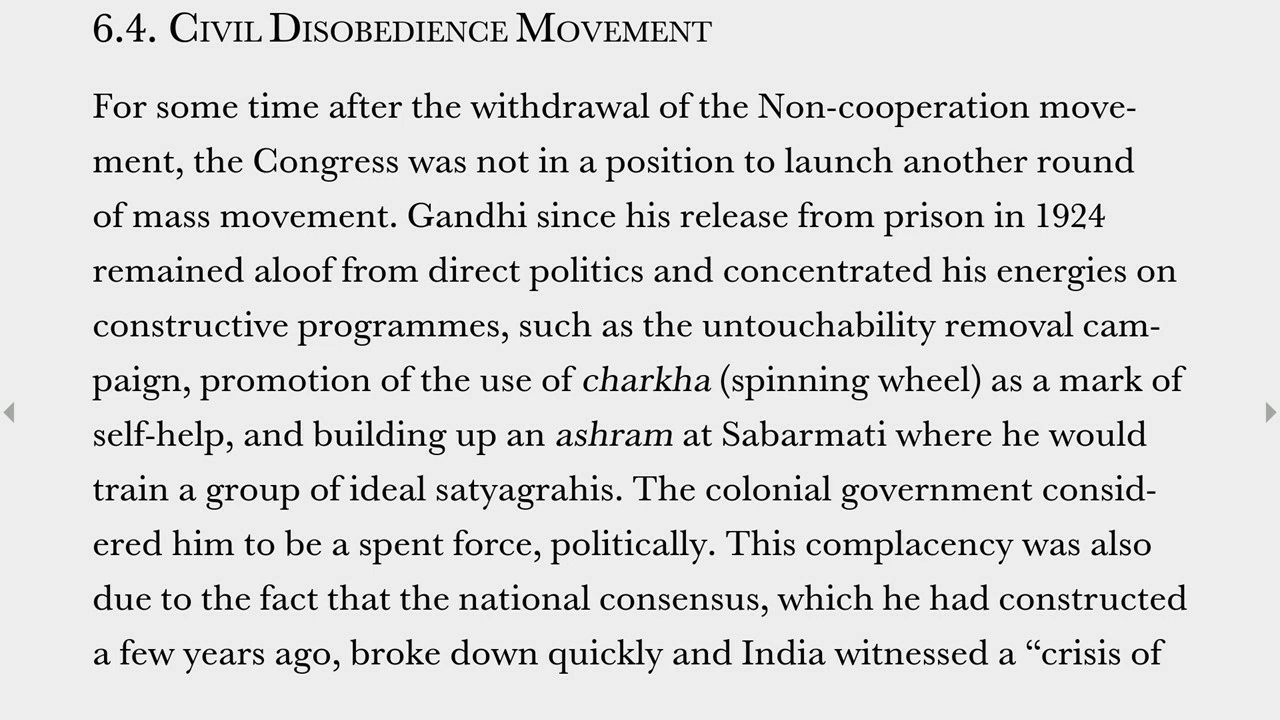 6.4. Civil Disobedience Movement
For some time after the withdrawal of the Non-cooperation move-
ment, the Congress was not in a position to launch another round
of mass movement. Gandhi since his release from prison in 1924
remained aloof from direct politics and concentrated his energies on
constructive programmes, such as the untouchability removal cam-
paign, promotion of the use of charkha (spinning wheel) as a mark of
self-help, and building up an ashram at Sabarmati where he would
train a group of ideal satyagrahis. The colonial government consid-
ered him to be a spent force, politically. This complacency was also
due to the fact that the national consensus, which he had constructed
a few years ago, broke down quickly and India witnessed a “crisis of